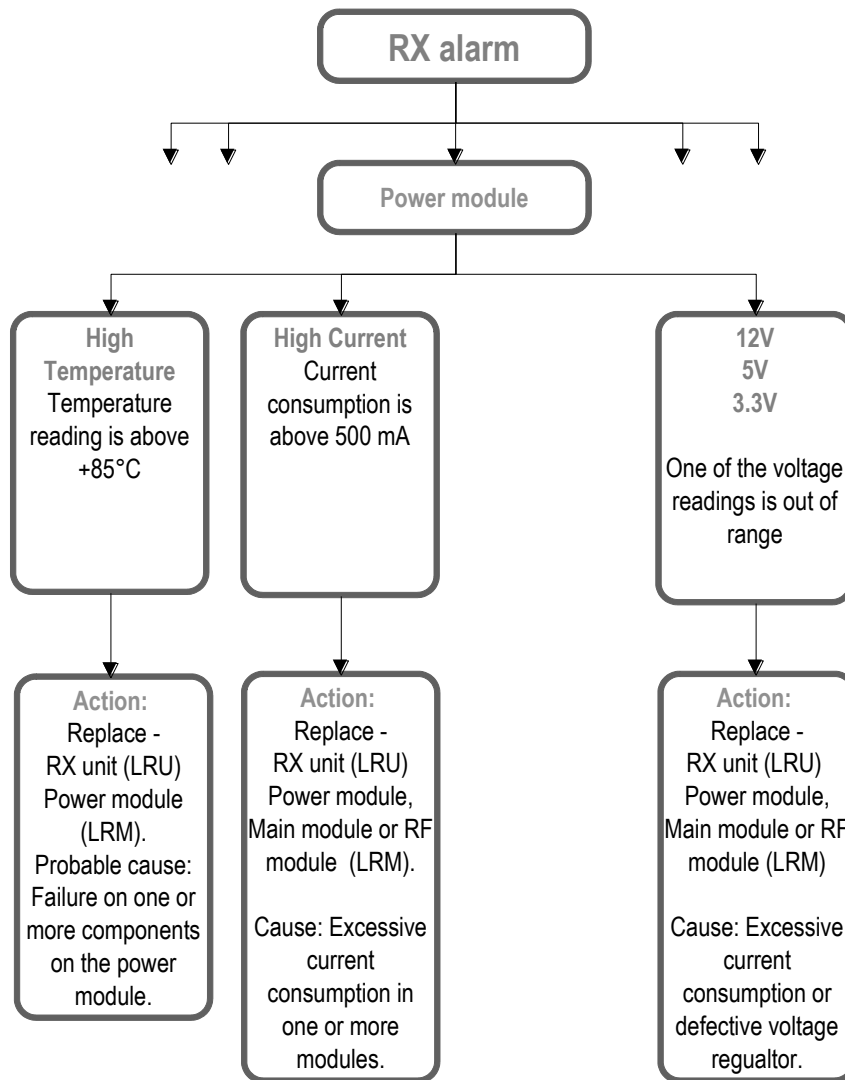 RX alarm
Power module
High
Temperature
Temperature
reading is above
+85°C
High Current
Current
consumption is
above 500 mA
12V
5V
3.3V
One of the voltage
readings is out of
range
Action:
Replace -
RX unit (LRU)
Power module
(LRM).
Probable cause:
Failure on one or
more components
on the power
module.
Action:
Replace -
RX unit (LRU)
Power module,
Main module or RF
module (LRM).
Cause: Excessive
current
consumption in
one or more
modules.
Action:
Replace -
RX unit (LRU)
Power module,
Main module or RF
module (LRM)
Cause: Excessive
current
consumption or
defective voltage
regualtor.